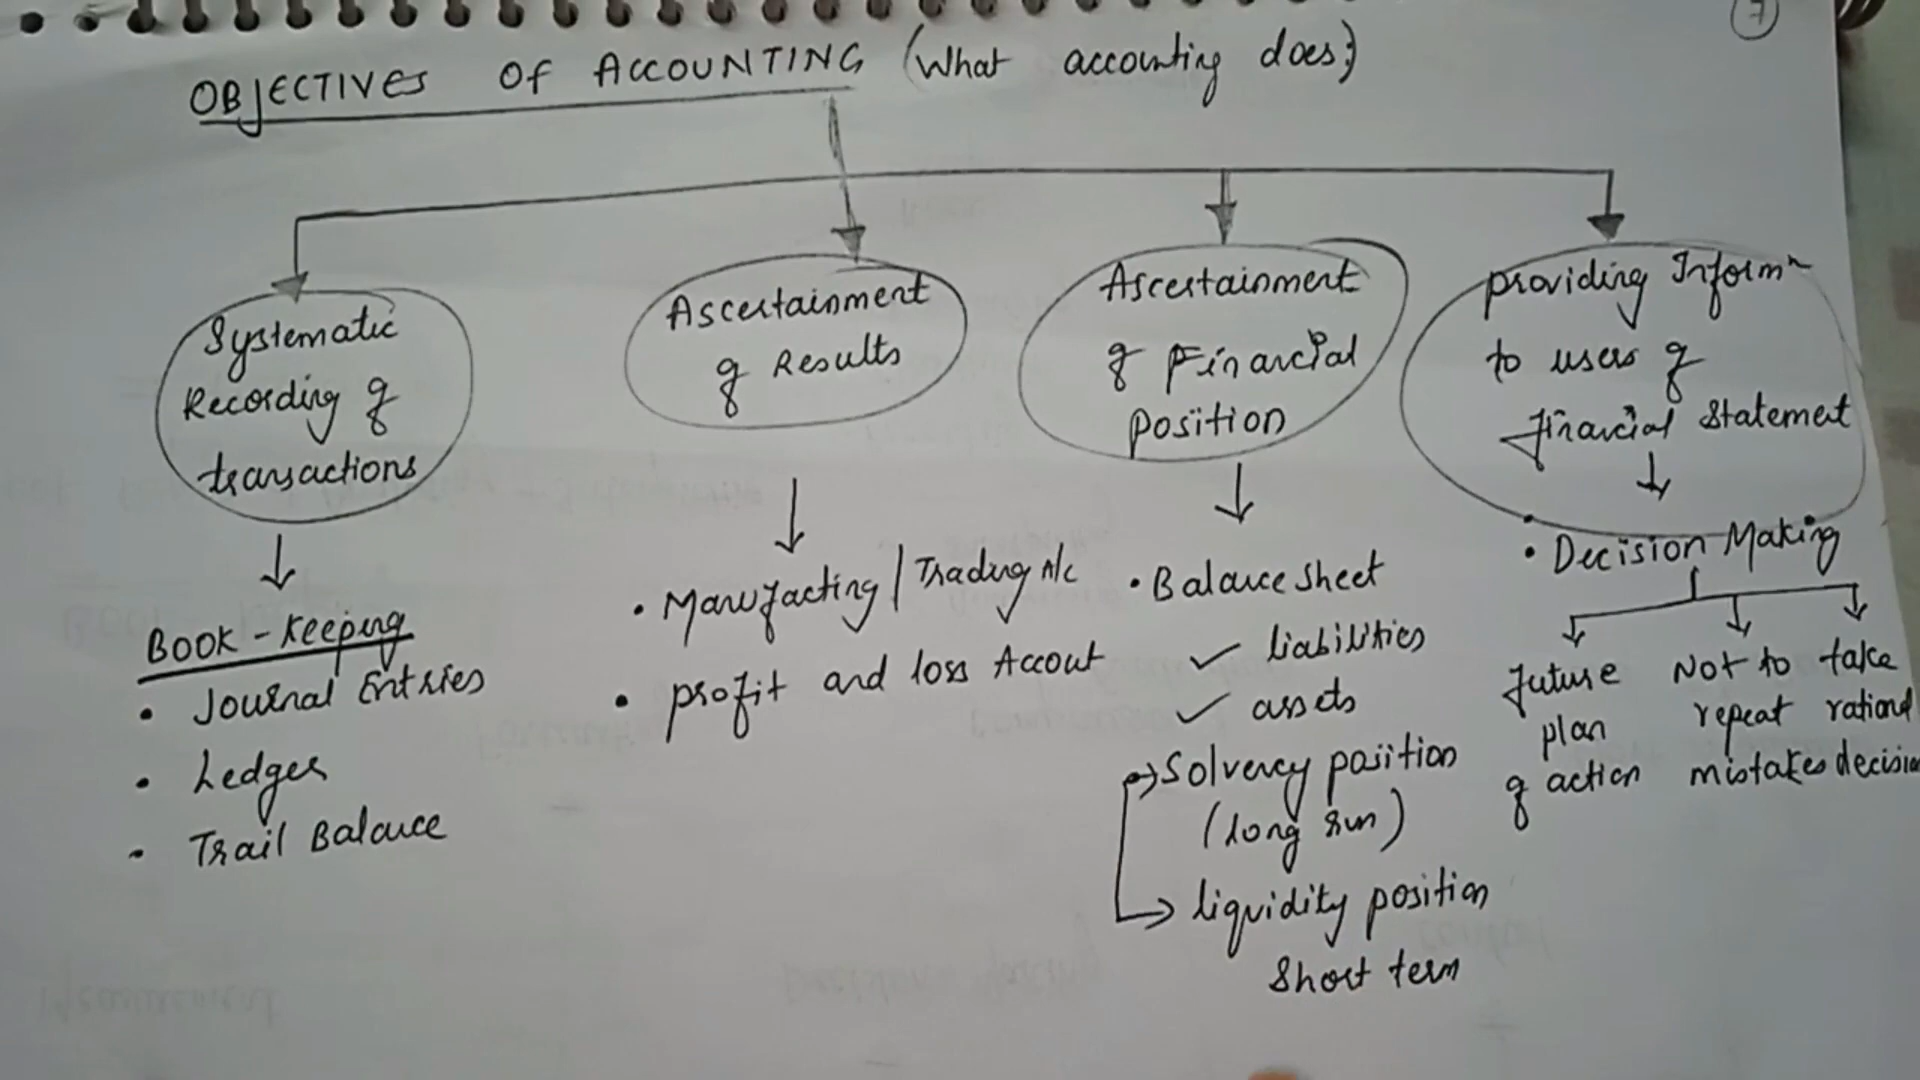 7
OBJECTIVES OF ACCOUNTING (What accounting does?)
Systematic
Recording of
transactions
BOOK - Keeping
• Journal Entries
• Ledger
• Trail Balance
Ascertainment
of Results
• Manufacting / Trading A/c
• profit and loss Accout
Ascertainment
of Financial
position
• Balance sheet
✓ liabilities
✓ assets
→ Solvency position
(long run)
→ liquidity position
Short term
providing Informⁿ
to users of
financial statement
• Decision Making
future
plan
of action
Not to
repeat
mistakes
take
rational